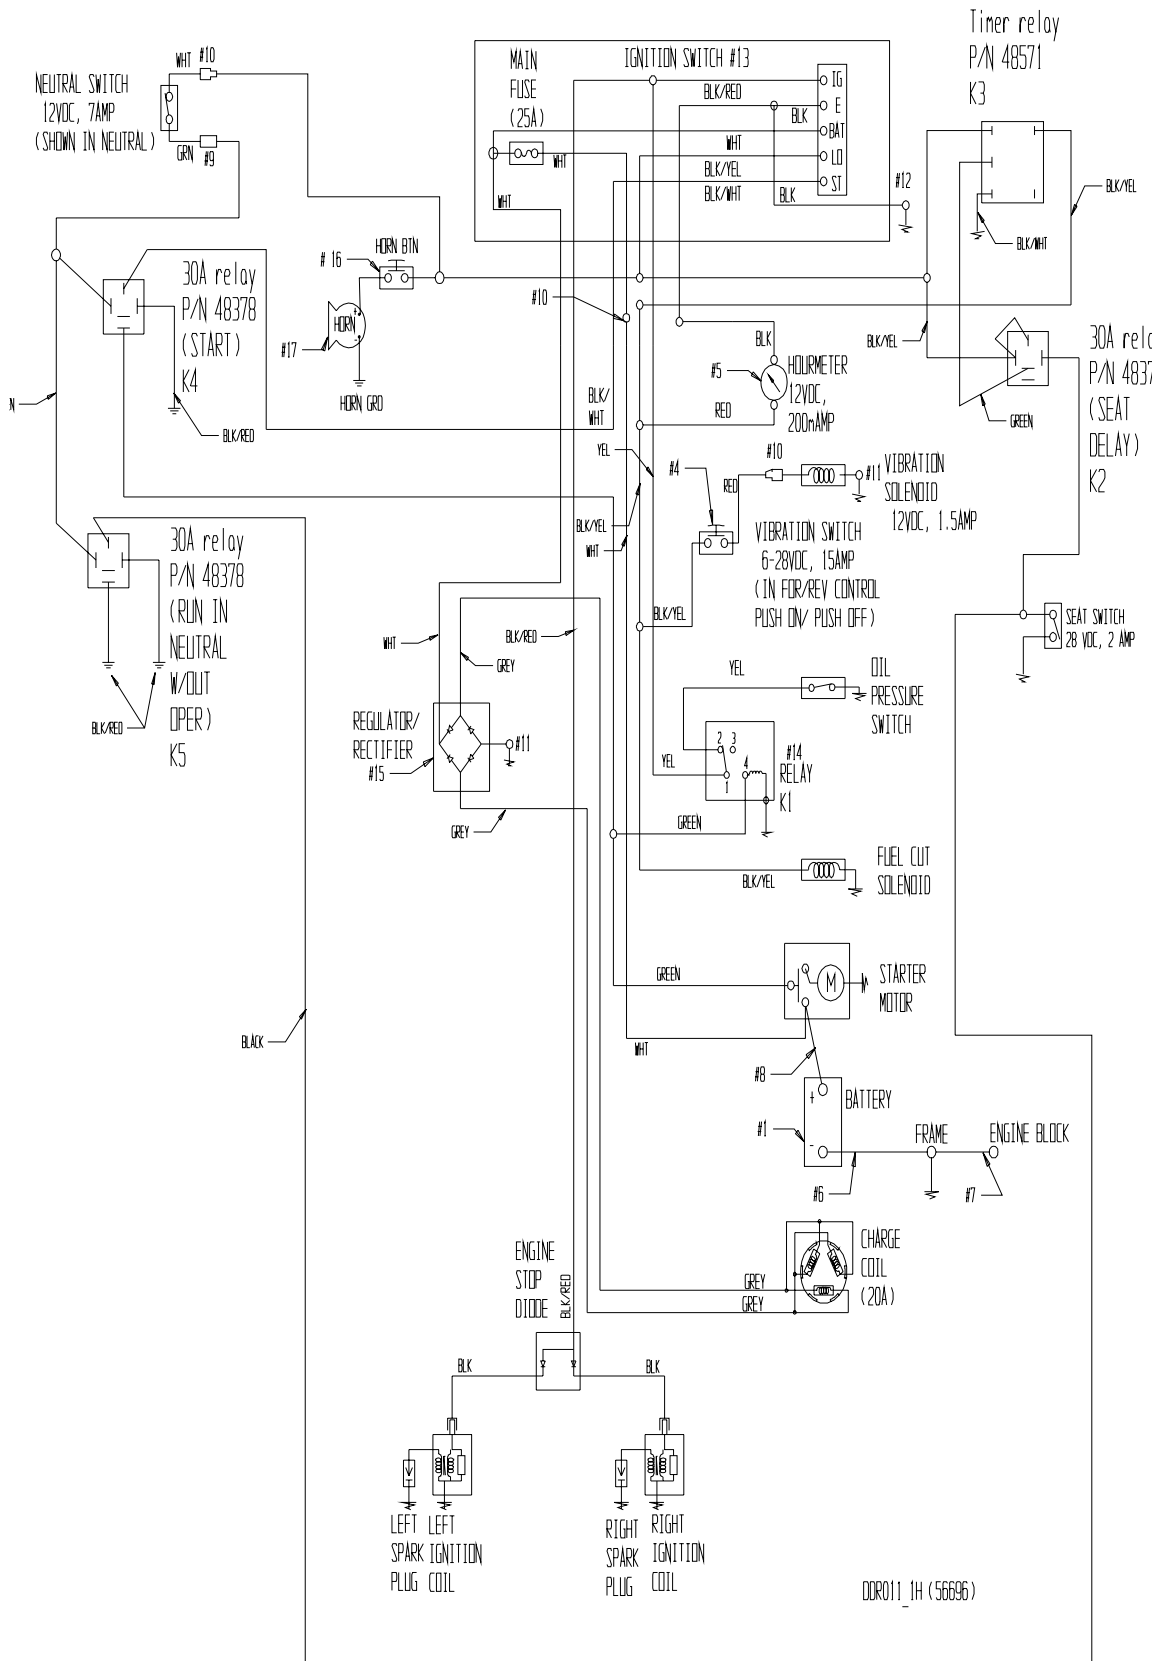 Timer relay
P/N 48571
K3
WHT #10
NEUTRAL SWITCH
12VDC, 7AMP
(SHOWN IN NEUTRAL)
GRN #9
MAIN
FUSE
(25A)
IGNITION SWITCH #13
BLK/RED
BLK
WHT
BLK/YEL
BLK/WHT
IG
E
BAT
LO
ST
WHT
WHT
BLK
#12
BLK/YEL
BLK/WHT
HORN BTN
# 16
HORN
+
-
#17
HORN GRD
30A relay
P/N 48378
(START)
K4
BLK/RED
N
#10
BLK/YEL
BLK
#5
HOURMETER
12VDC,
200mAMP
RED
30A relo
P/N 4837
(SEAT
DELAY)
K2
GREEN
BLK/
WHT
YEL
#4
RED
#10
#11
VIBRATION
SOLENOID
12VDC, 1.5AMP
BLK/YEL
WHT
VIBRATION SWITCH
6-28VDC, 15AMP
(IN FOR/REV CONTROL
PUSH ON/ PUSH OFF)
BLK/YEL
30A relay
P/N 48378
(RUN IN
NEUTRAL
W/OUT
OPER)
K5
BLK/RED
WHT
GREY
BLK/RED
SEAT SWITCH
28 VDC, 2 AMP
YEL
OIL
PRESSURE
SWITCH
REGULATOR/
RECTIFIER
#15
#11
GREY
YEL
2 3
4
1
#14
RELAY
K1
GREEN
BLK/YEL
FUEL CUT
SOLENOID
GREEN
M
STARTER
MOTOR
WHT
BLACK
#8
+
-
BATTERY
#1
FRAME
ENGINE BLOCK
#6
#7
ENGINE
STOP
DIODE
BLK/RED
GREY
GREY
CHARGE
COIL
(20A)
BLK
BLK
LEFT
SPARK
PLUG
LEFT
IGNITION
COIL
RIGHT
SPARK
PLUG
RIGHT
IGNITION
COIL
DDR011_1H (56696)